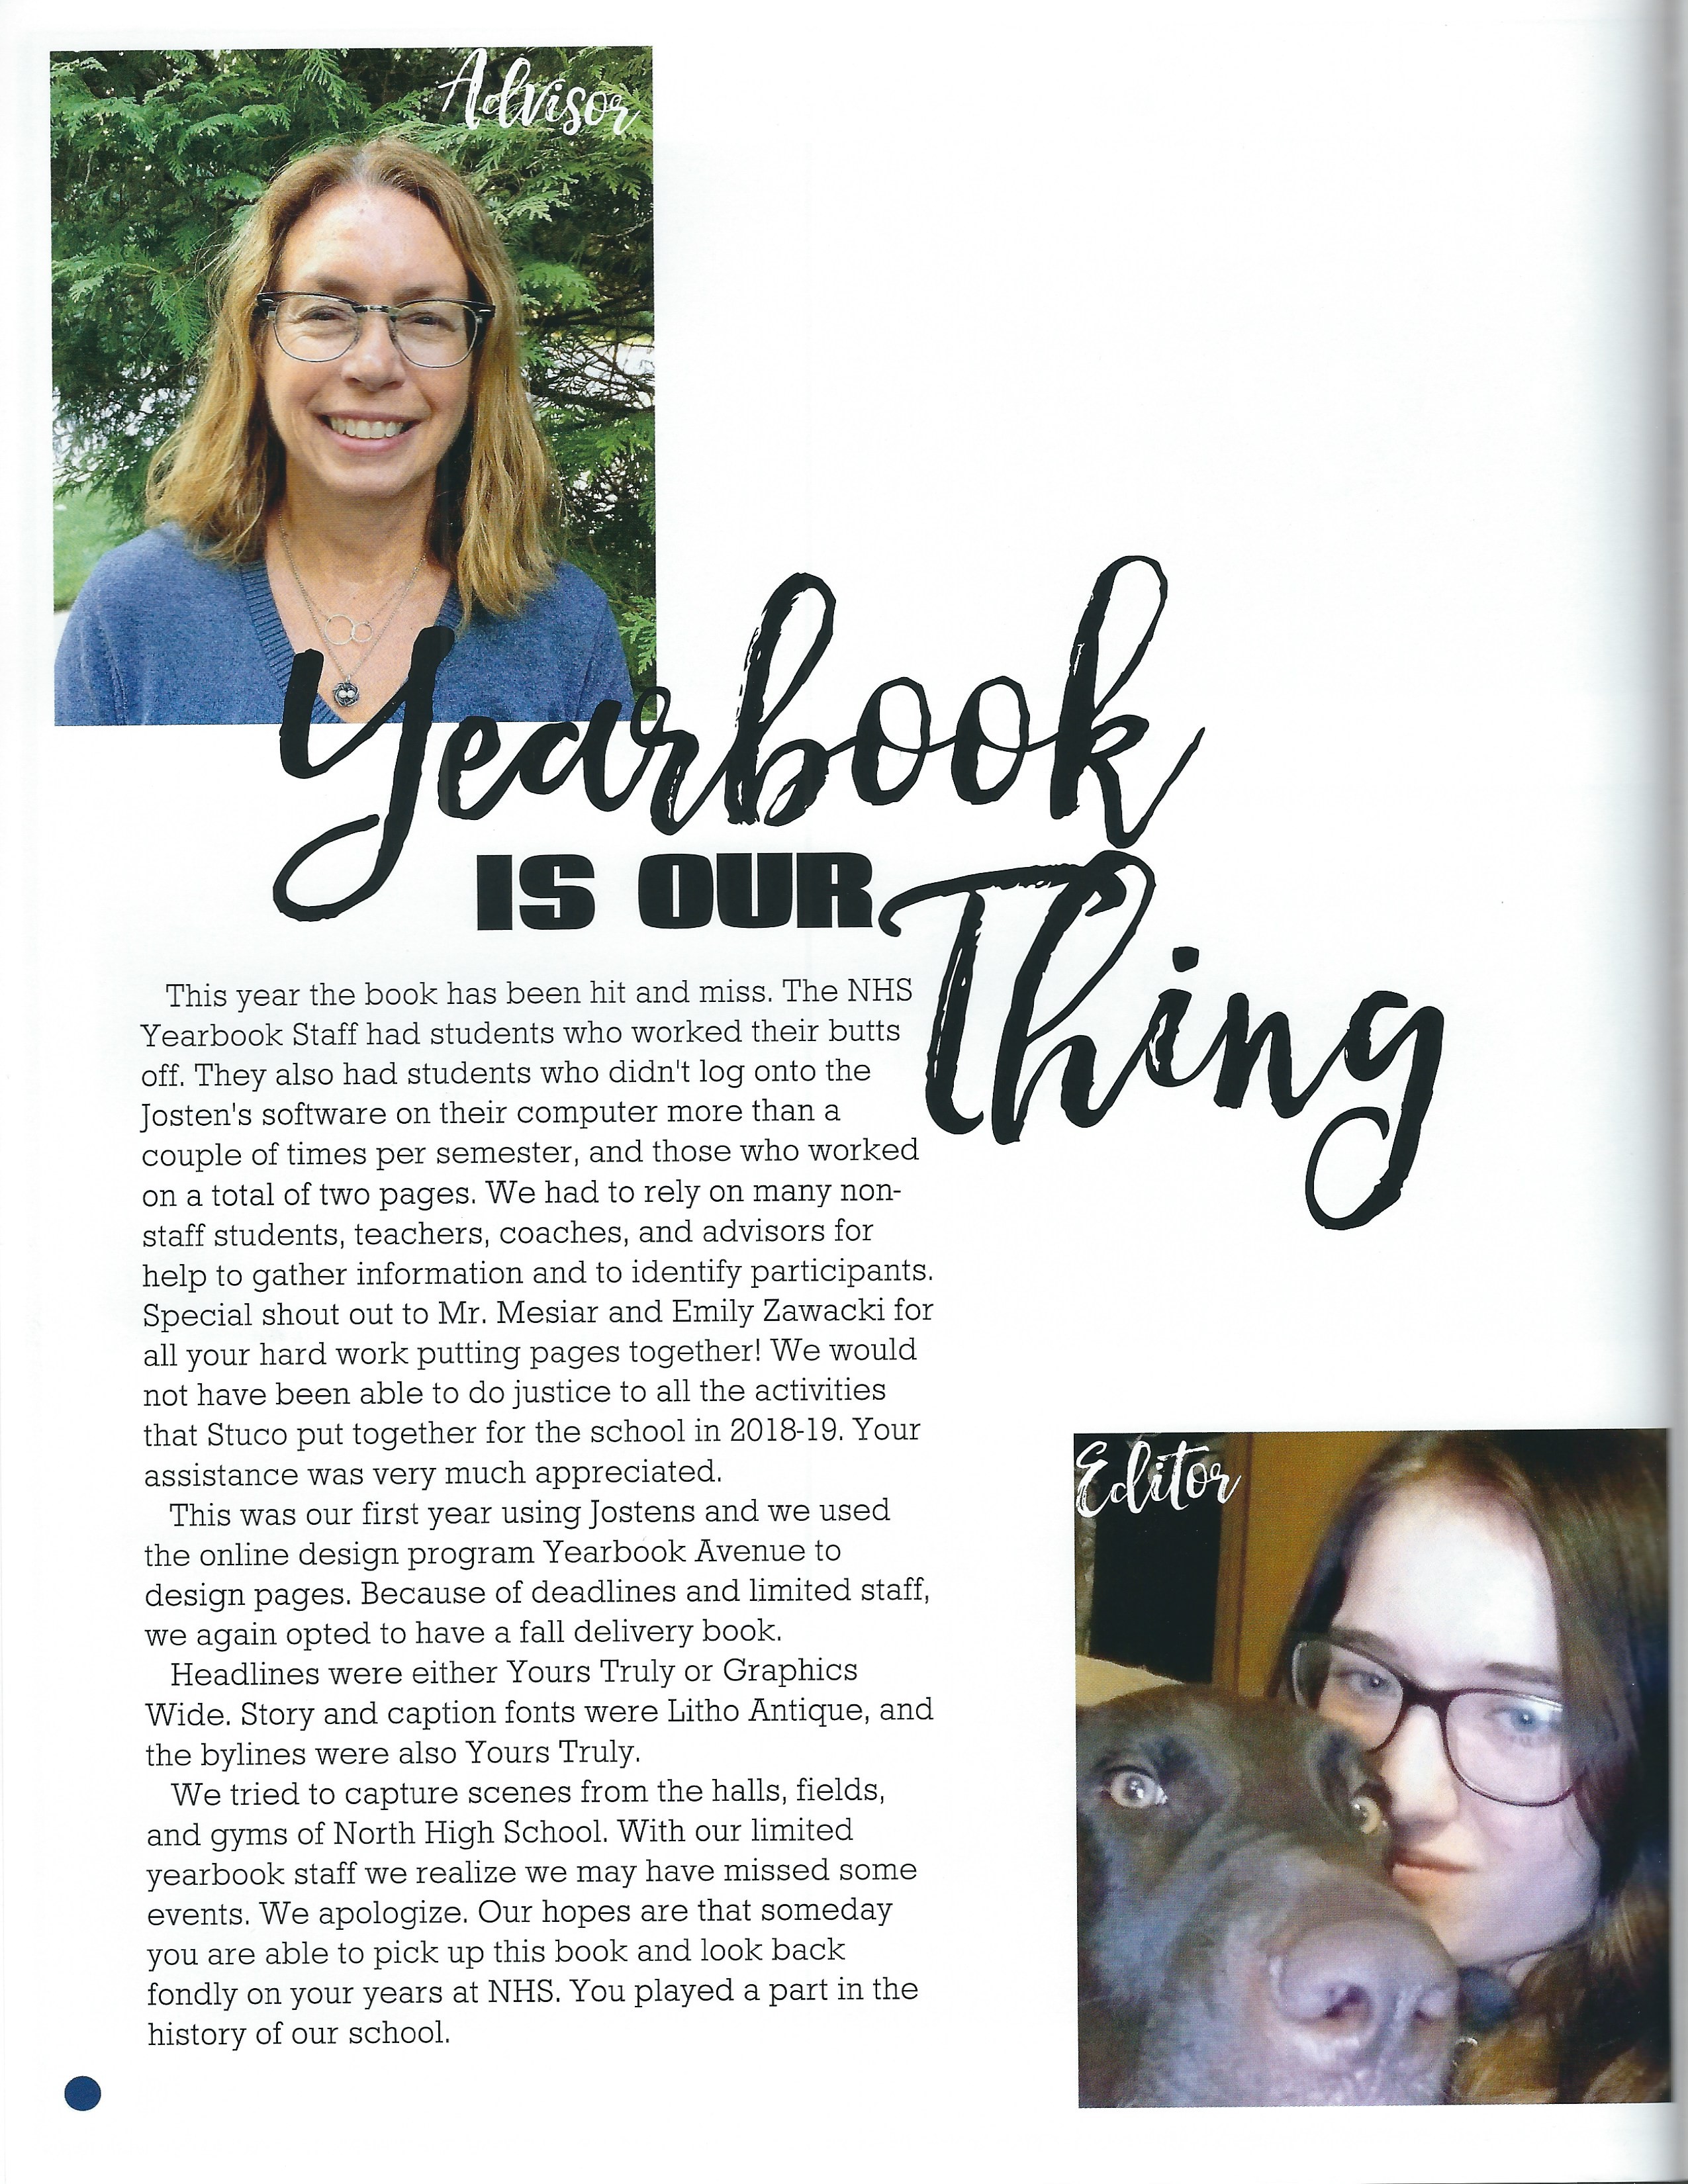 Advisor
Yearbook
IS OUR
Thing
This year the book has been hit and miss. The NHS
Yearbook Staff had students who worked their butts
off. They also had students who didn't log onto the
Josten's software on their computer more than a
couple of times per semester, and those who worked
on a total of two pages. We had to rely on many non-
staff students, teachers, coaches, and advisors for
help to gather information and to identify participants.
Special shout out to Mr. Mesiar and Emily Zawacki for
all your hard work putting pages together! We would
not have been able to do justice to all the activities
that Stuco put together for the school in 2018-19. Your
assistance was very much appreciated.
This was our first year using Jostens and we used
the online design program Yearbook Avenue to
design pages. Because of deadlines and limited staff,
we again opted to have a fall delivery book.
Headlines were either Yours Truly or Graphics
Wide. Story and caption fonts were Litho Antique, and
the bylines were also Yours Truly.
We tried to capture scenes from the halls, fields,
and gyms of North High School. With our limited
yearbook staff we realize we may have missed some
events. We apologize. Our hopes are that someday
you are able to pick up this book and look back
fondly on your years at NHS. You played a part in the
history of our school.
Editor